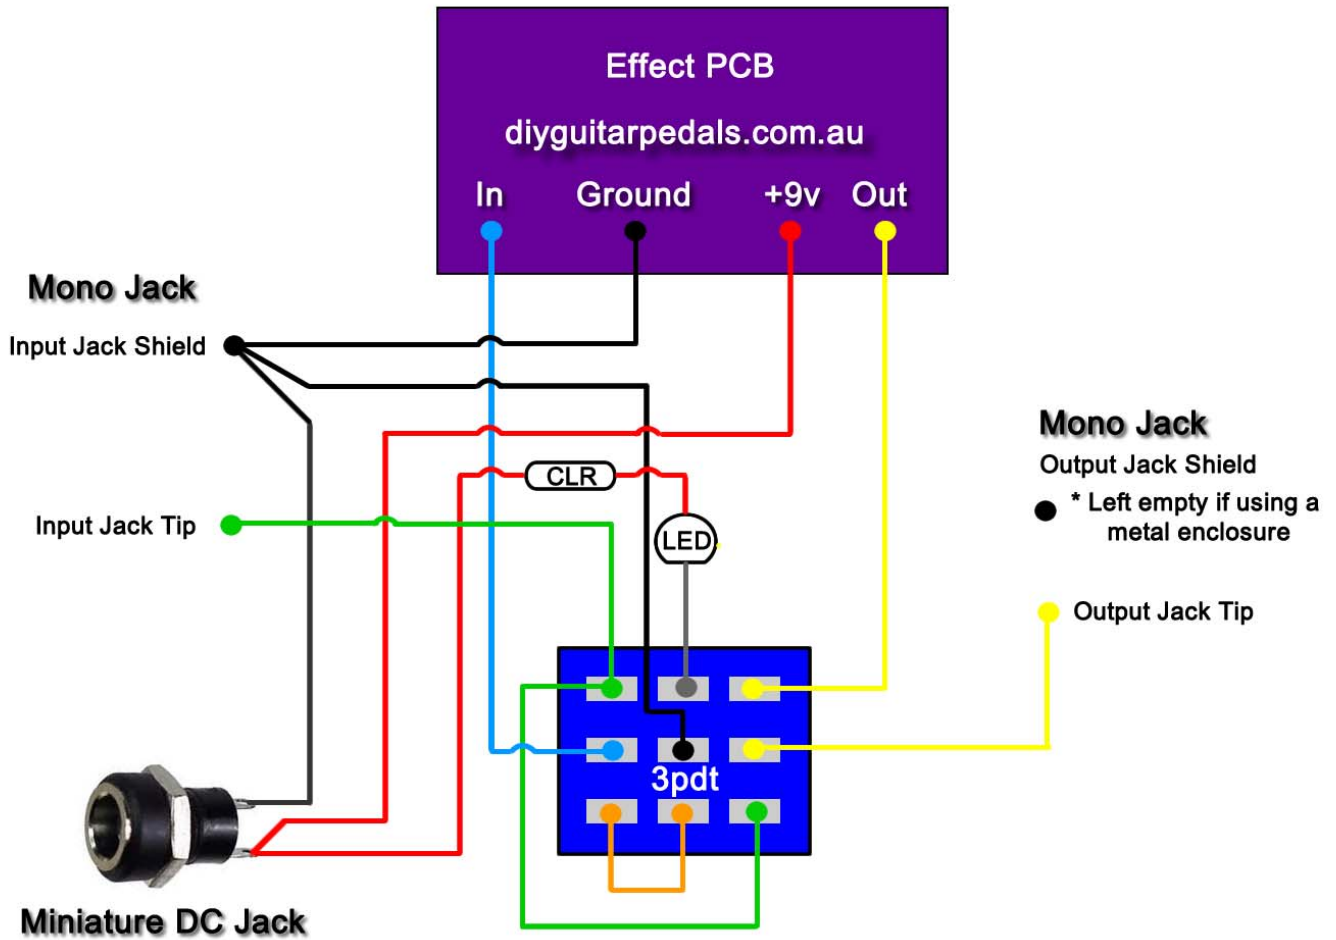 Effect PCB
diyguitarpedals.com.au
In Ground +9v Out
Mono Jack
Input Jack Shield
Mono Jack
Output Jack Shield
* Left empty if using a
metal enclosure
CLR
Input Jack Tip
LED
Output Jack Tip
3pdt
Miniature DC Jack